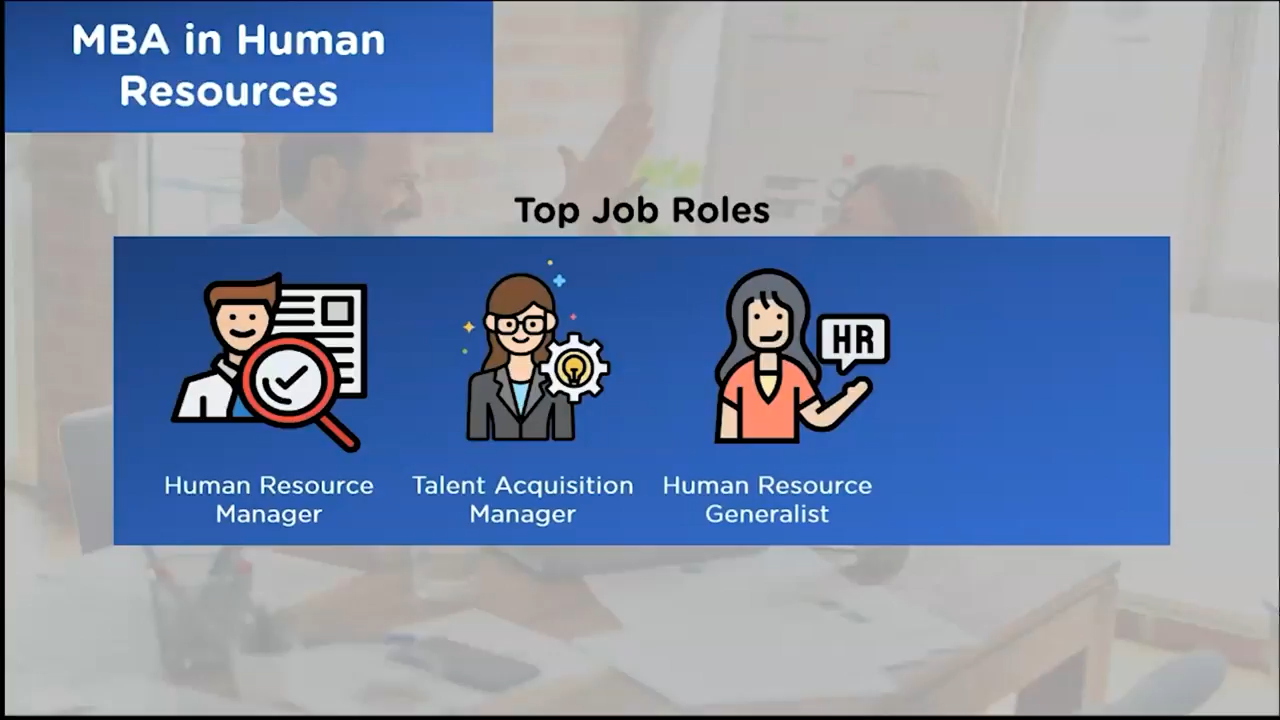 MBA in Human
Resources
Top Job Roles
HR
Human Resource
Manager
Talent Acquisition
Manager
Human Resource
Generalist